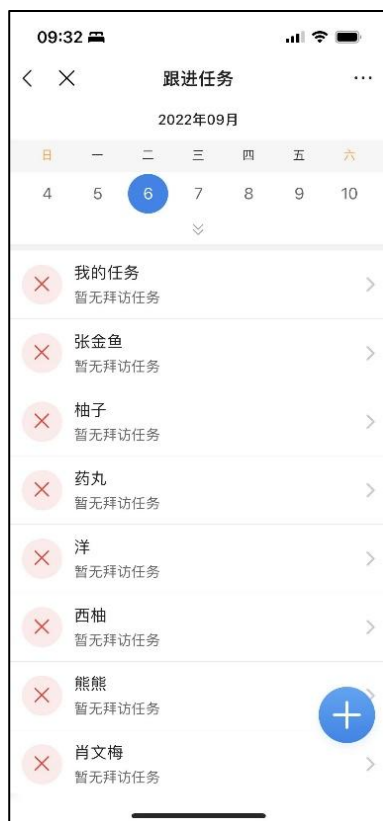 09:32
跟进任务
2022年09月
日 一 二 三 四 五 六
4 5 6 7 8 9 10
我的任务
暂无拜访任务
张金鱼
暂无拜访任务
柚子
暂无拜访任务
药丸
暂无拜访任务
洋
暂无拜访任务
西柚
暂无拜访任务
熊熊
暂无拜访任务
肖文梅
暂无拜访任务